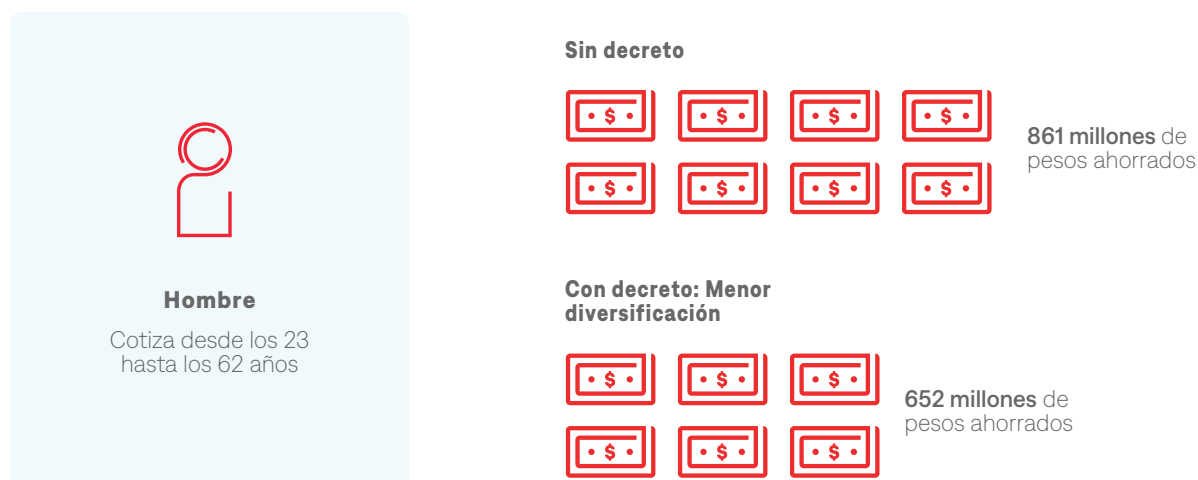 Hombre
Cotiza desde los 23
hasta los 62 años
Sin decreto
$ $ $ $
861 millones de
pesos ahorrados
$ $ $ $
Con decreto: Menor
diversificación
$ $ $
652 millones de
pesos ahorrados
$ $ $